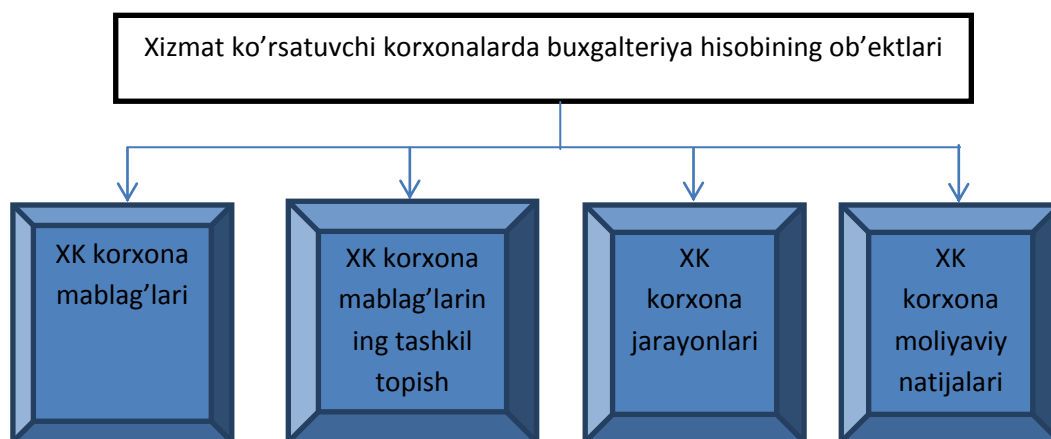 Xizmat ko’rsatuvchi korxonalarda buxgalteriya hisobining ob’ektlari
XK korxona
mablag’lari
XK korxona
mablag’larin
ing tashkil
topish
XK
korxona
jarayonlari
XK
korxona
moliyaviy
natijalari